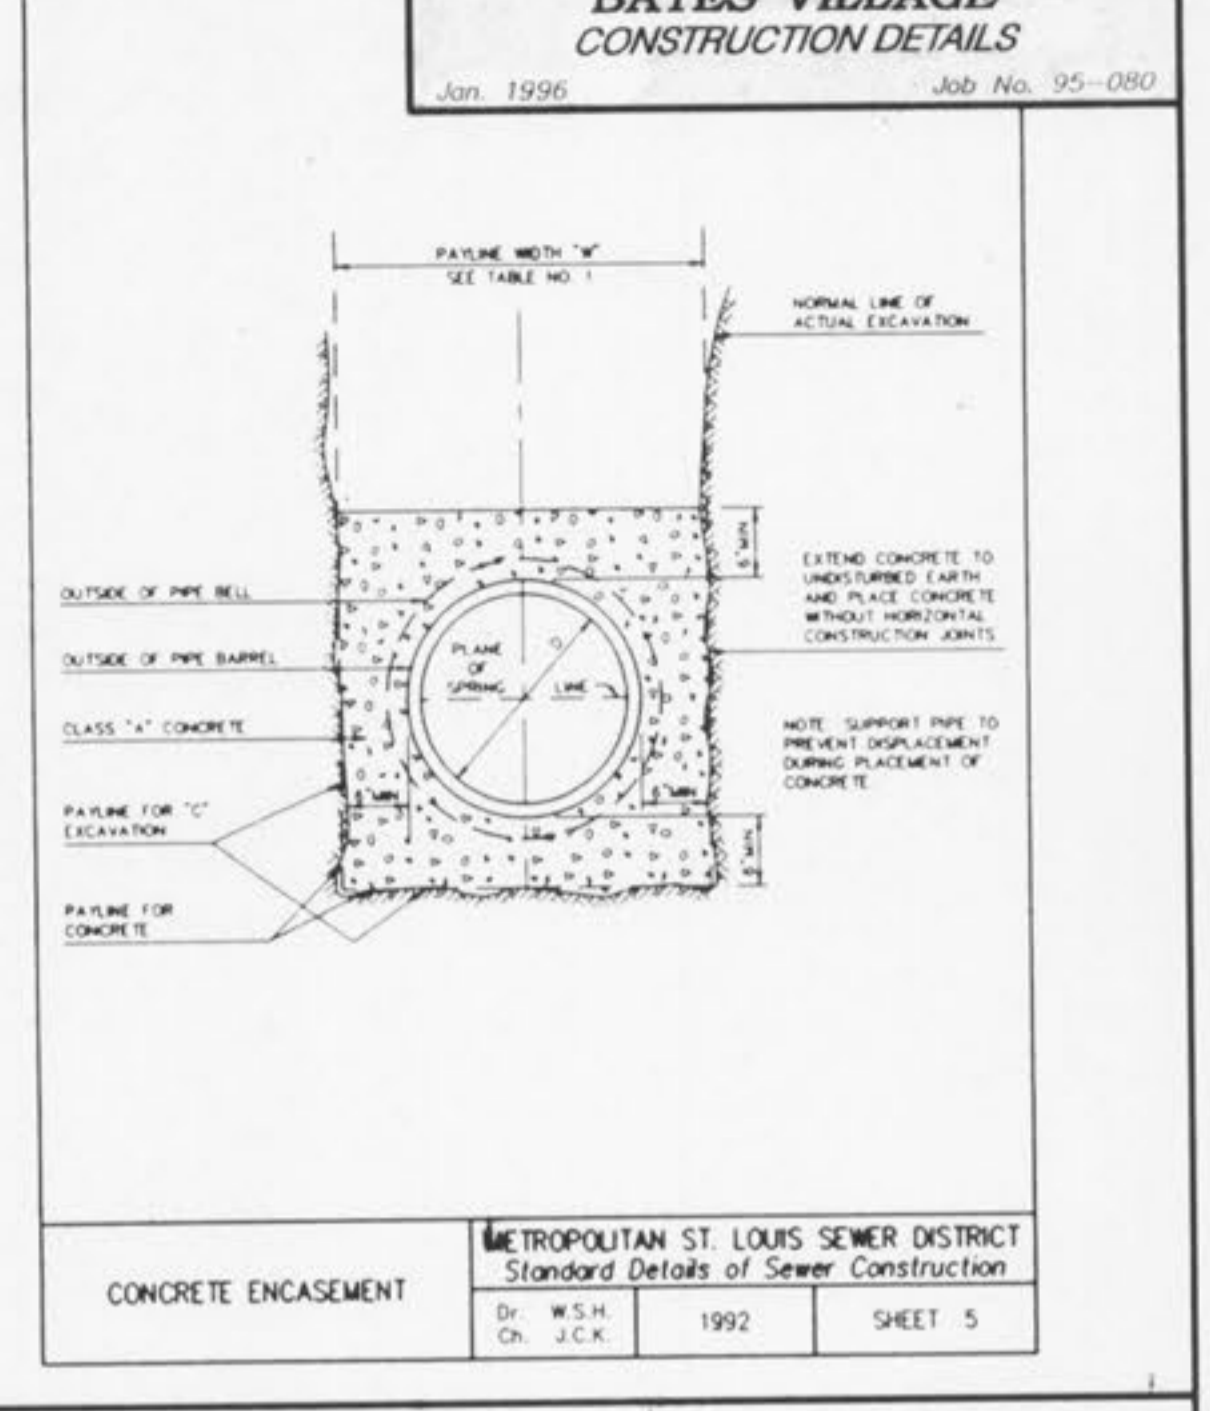 BATES VILLAGE
CONSTRUCTION DETAILS
Jan. 1996
Job No. 95-080
PAYLINE WIDTH "W"
SEE TABLE NO. 1
NORMAL LINE OF
ACTUAL EXCAVATION
6" MIN
EXTEND CONCRETE TO
UNDISTURBED EARTH
AND PLACE CONCRETE
WITHOUT HORIZONTAL
CONSTRUCTION JOINTS
OUTSIDE OF PIPE BELL
OUTSIDE OF PIPE BARREL
PLANE
OF
SPRING LINE
D
CLASS "A" CONCRETE
NOTE: SUPPORT PIPE TO
PREVENT DISPLACEMENT
DURING PLACEMENT OF
CONCRETE
6" MIN
6" MIN
PAYLINE FOR "C"
EXCAVATION
6" MIN
PAYLINE FOR
CONCRETE
CONCRETE ENCASEMENT
METROPOLITAN ST. LOUIS SEWER DISTRICT
Standard Details of Sewer Construction
Dr. W.S.H.
Ch. J.C.K.
1992
SHEET 5